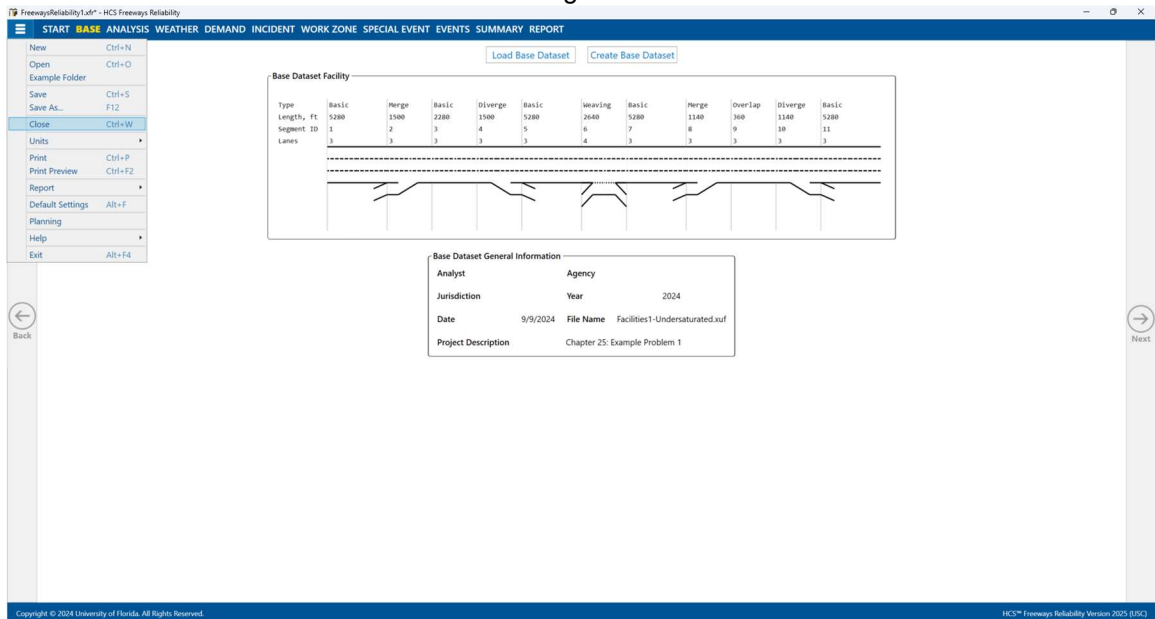 FreewaysReliability1.xfr* - HCS Freeways Reliability
START BASE ANALYSIS WEATHER DEMAND INCIDENT WORK ZONE SPECIAL EVENT EVENTS SUMMARY REPORT
New Ctrl+N
Open Ctrl+O
Example Folder
Save Ctrl+S
Save As... F12
Close Ctrl+W
Units
Print Ctrl+P
Print Preview Ctrl+F2
Report
Default Settings Alt+F
Planning
Help
Exit Alt+F4
Load Base Dataset Create Base Dataset
Base Dataset Facility
Type Basic Merge Basic Diverge Basic Weaving Basic Merge Overlap Diverge Basic
Length, ft 5280 1500 2280 1500 5280 2640 5280 1140 360 1140 5280
Segment ID 1 2 3 4 5 6 7 8 9 10 11
Lanes 3 3 3 3 3 4 3 3 3 3 3
Base Dataset General Information
Analyst Agency
Jurisdiction Year 2024
Date 9/9/2024 File Name Facilities1-Undersaturated.xuf
Project Description Chapter 25: Example Problem 1
Back
Next
Copyright © 2024 University of Florida. All Rights Reserved.
HCS™ Freeways Reliability Version 2025 (USC)